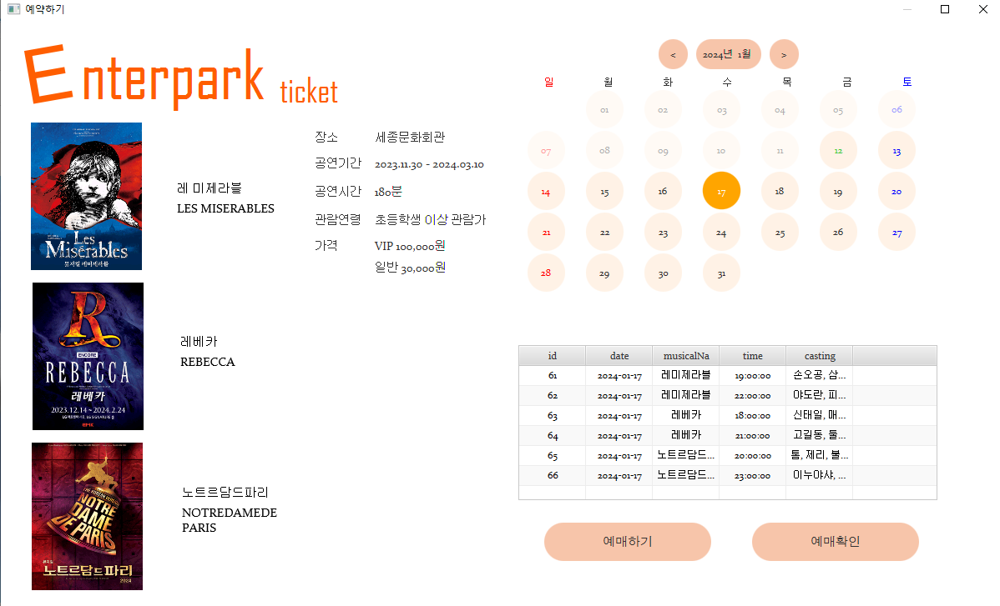 예약하기
Enterpark ticket
Les
Misérables
뮤지컬 레미제라블
레 미제라블
LES MISERABLES
장소 세종문화회관
공연기간 2023.11.30 - 2024.03.10
공연시간 180분
관람연령 초등학생 이상 관람가
가격 VIP 100,000원
일반 30,000원
R
ENCORE
REBECCA
레베카
2023.12.14~2024.2.24
레베카
REBECCA
THE KOREAN VERSION
NOTRE
DAME
DE PARIS
뮤지컬
노트르담드파리
2024
노트르담드파리
NOTREDAMEDE
PARIS
< 2024년 1월 >
일 월 화 수 목 금 토
01 02 03 04 05 06
07 08 09 10 11 12 13
14 15 16 17 18 19 20
21 22 23 24 25 26 27
28 29 30 31
id date musicalNa time casting
61 2024-01-17 레미제라블 19:00:00 손오공, 삼...
62 2024-01-17 레미제라블 22:00:00 야도란, 피...
63 2024-01-17 레베카 18:00:00 신태일, 매...
64 2024-01-17 레베카 21:00:00 고길동, 둘...
65 2024-01-17 노트르담드... 20:00:00 톰, 제리, 불...
66 2024-01-17 노트르담드... 23:00:00 이누야샤, ...
예매하기 예매확인